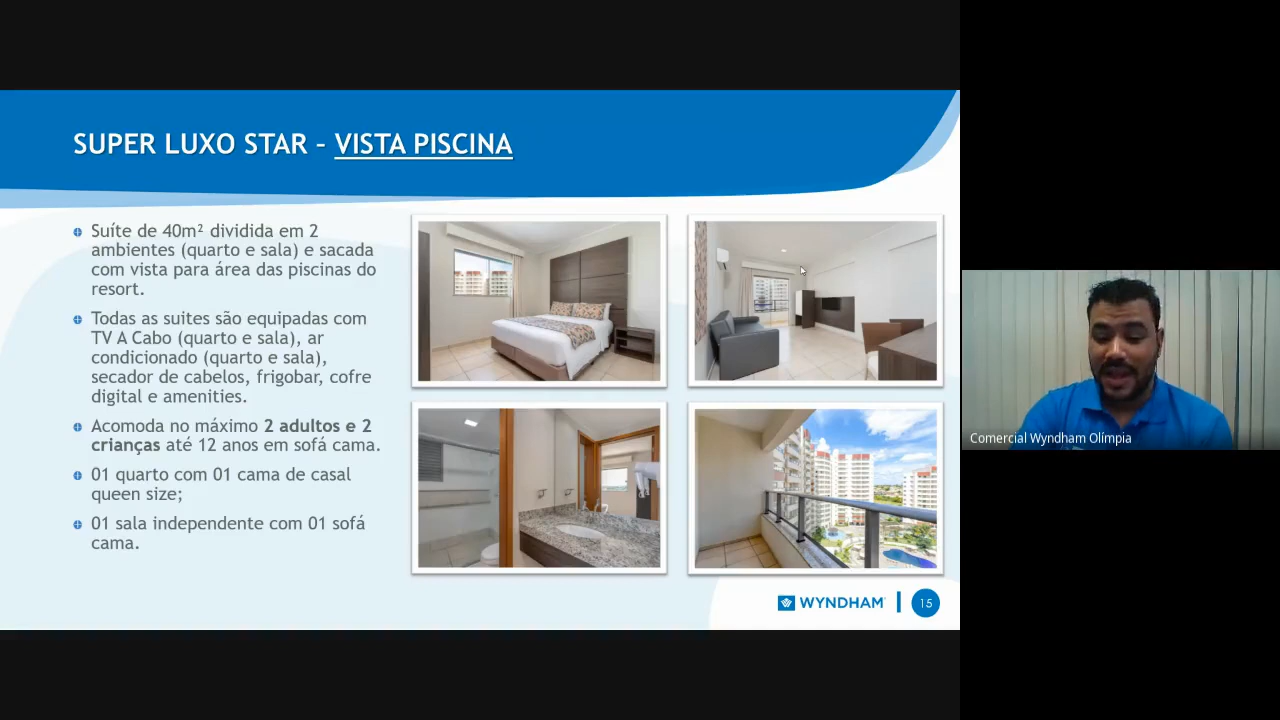 SUPER LUXO STAR – VISTA PISCINA
Suíte de 40m² dividida em 2
ambientes (quarto e sala) e sacada
com vista para área das piscinas do
resort.
Todas as suites são equipadas com
TV A Cabo (quarto e sala), ar
condicionado (quarto e sala),
secador de cabelos, frigobar, cofre
digital e amenities.
Acomoda no máximo 2 adultos e 2
crianças até 12 anos em sofá cama.
01 quarto com 01 cama de casal
queen size;
01 sala independente com 01 sofá
cama.
WYNDHAM
15
Comercial Wyndham Olímpia